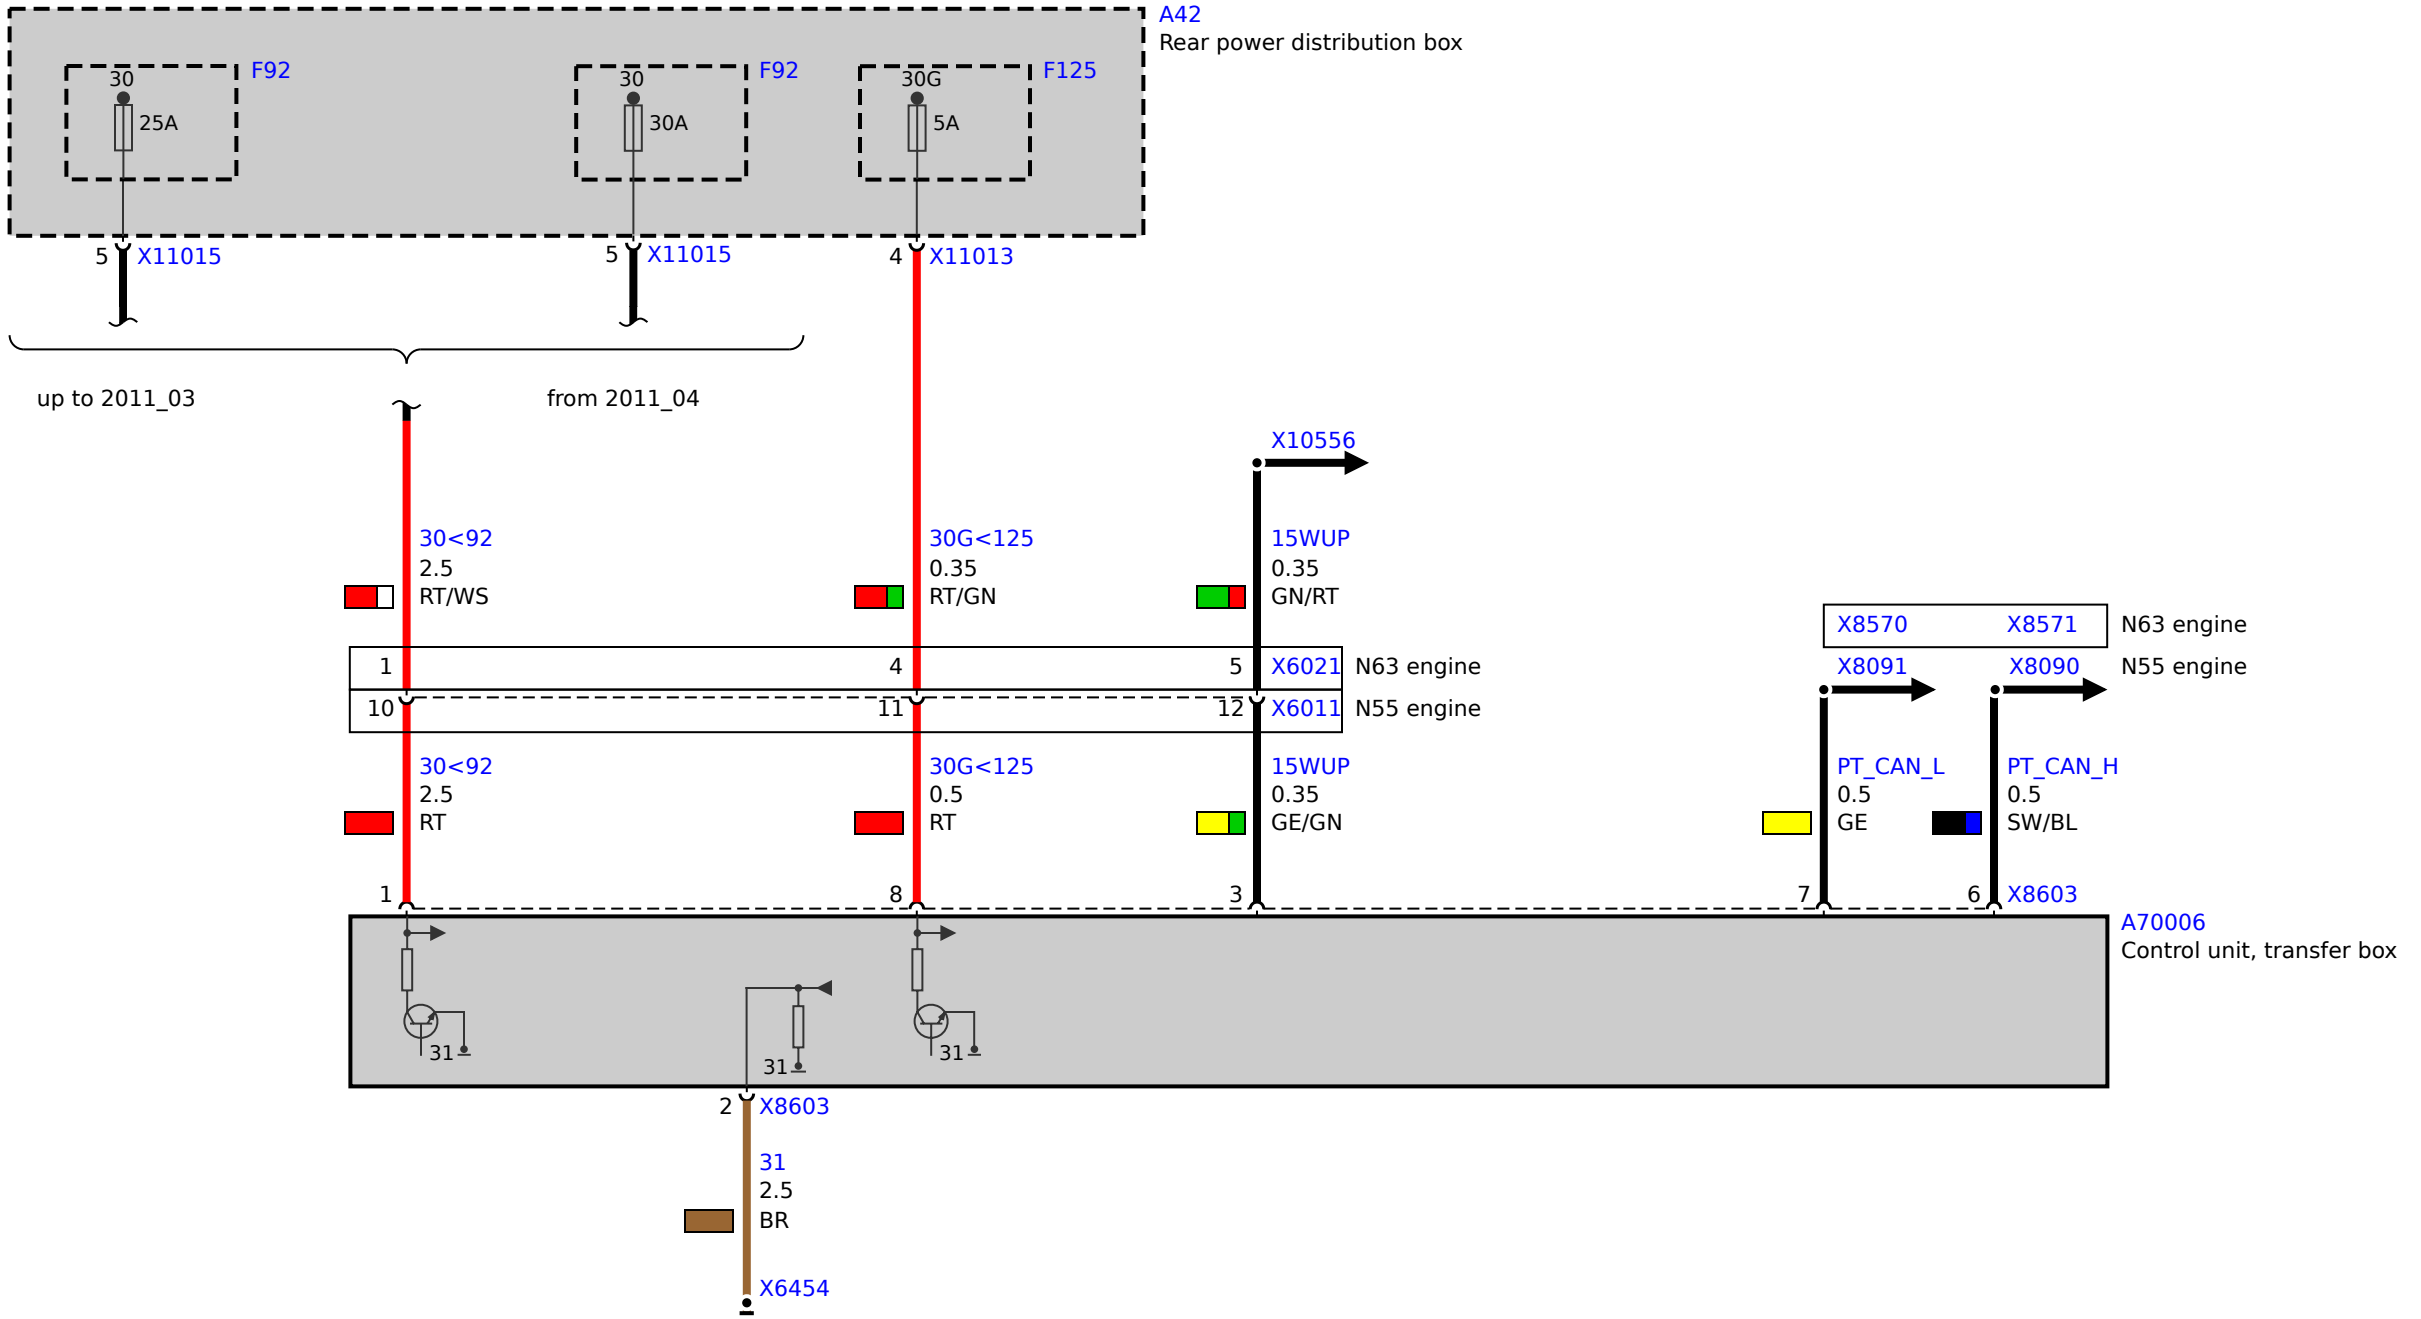 A42
Rear power distribution box
30 F92 30 F92 30G F125
25A 30A 5A
5 X11015 5 X11015 4 X11013
up to 2011_03 from 2011_04
X10556
30<92 30G<125 15WUP
2.5 0.35 0.35
RT/WS RT/GN GN/RT
X8570 X8571 N63 engine
1 4 5 X6021 N63 engine X8091 X8090 N55 engine
10 11 12 X6011 N55 engine
30<92 30G<125 15WUP PT_CAN_L PT_CAN_H
2.5 0.5 0.35 0.5 0.5
RT RT GE/GN GE SW/BL
1 8 3 7 6 X8603
A70006
Control unit, transfer box
31 31 31
2 X8603
31
2.5
BR
X6454